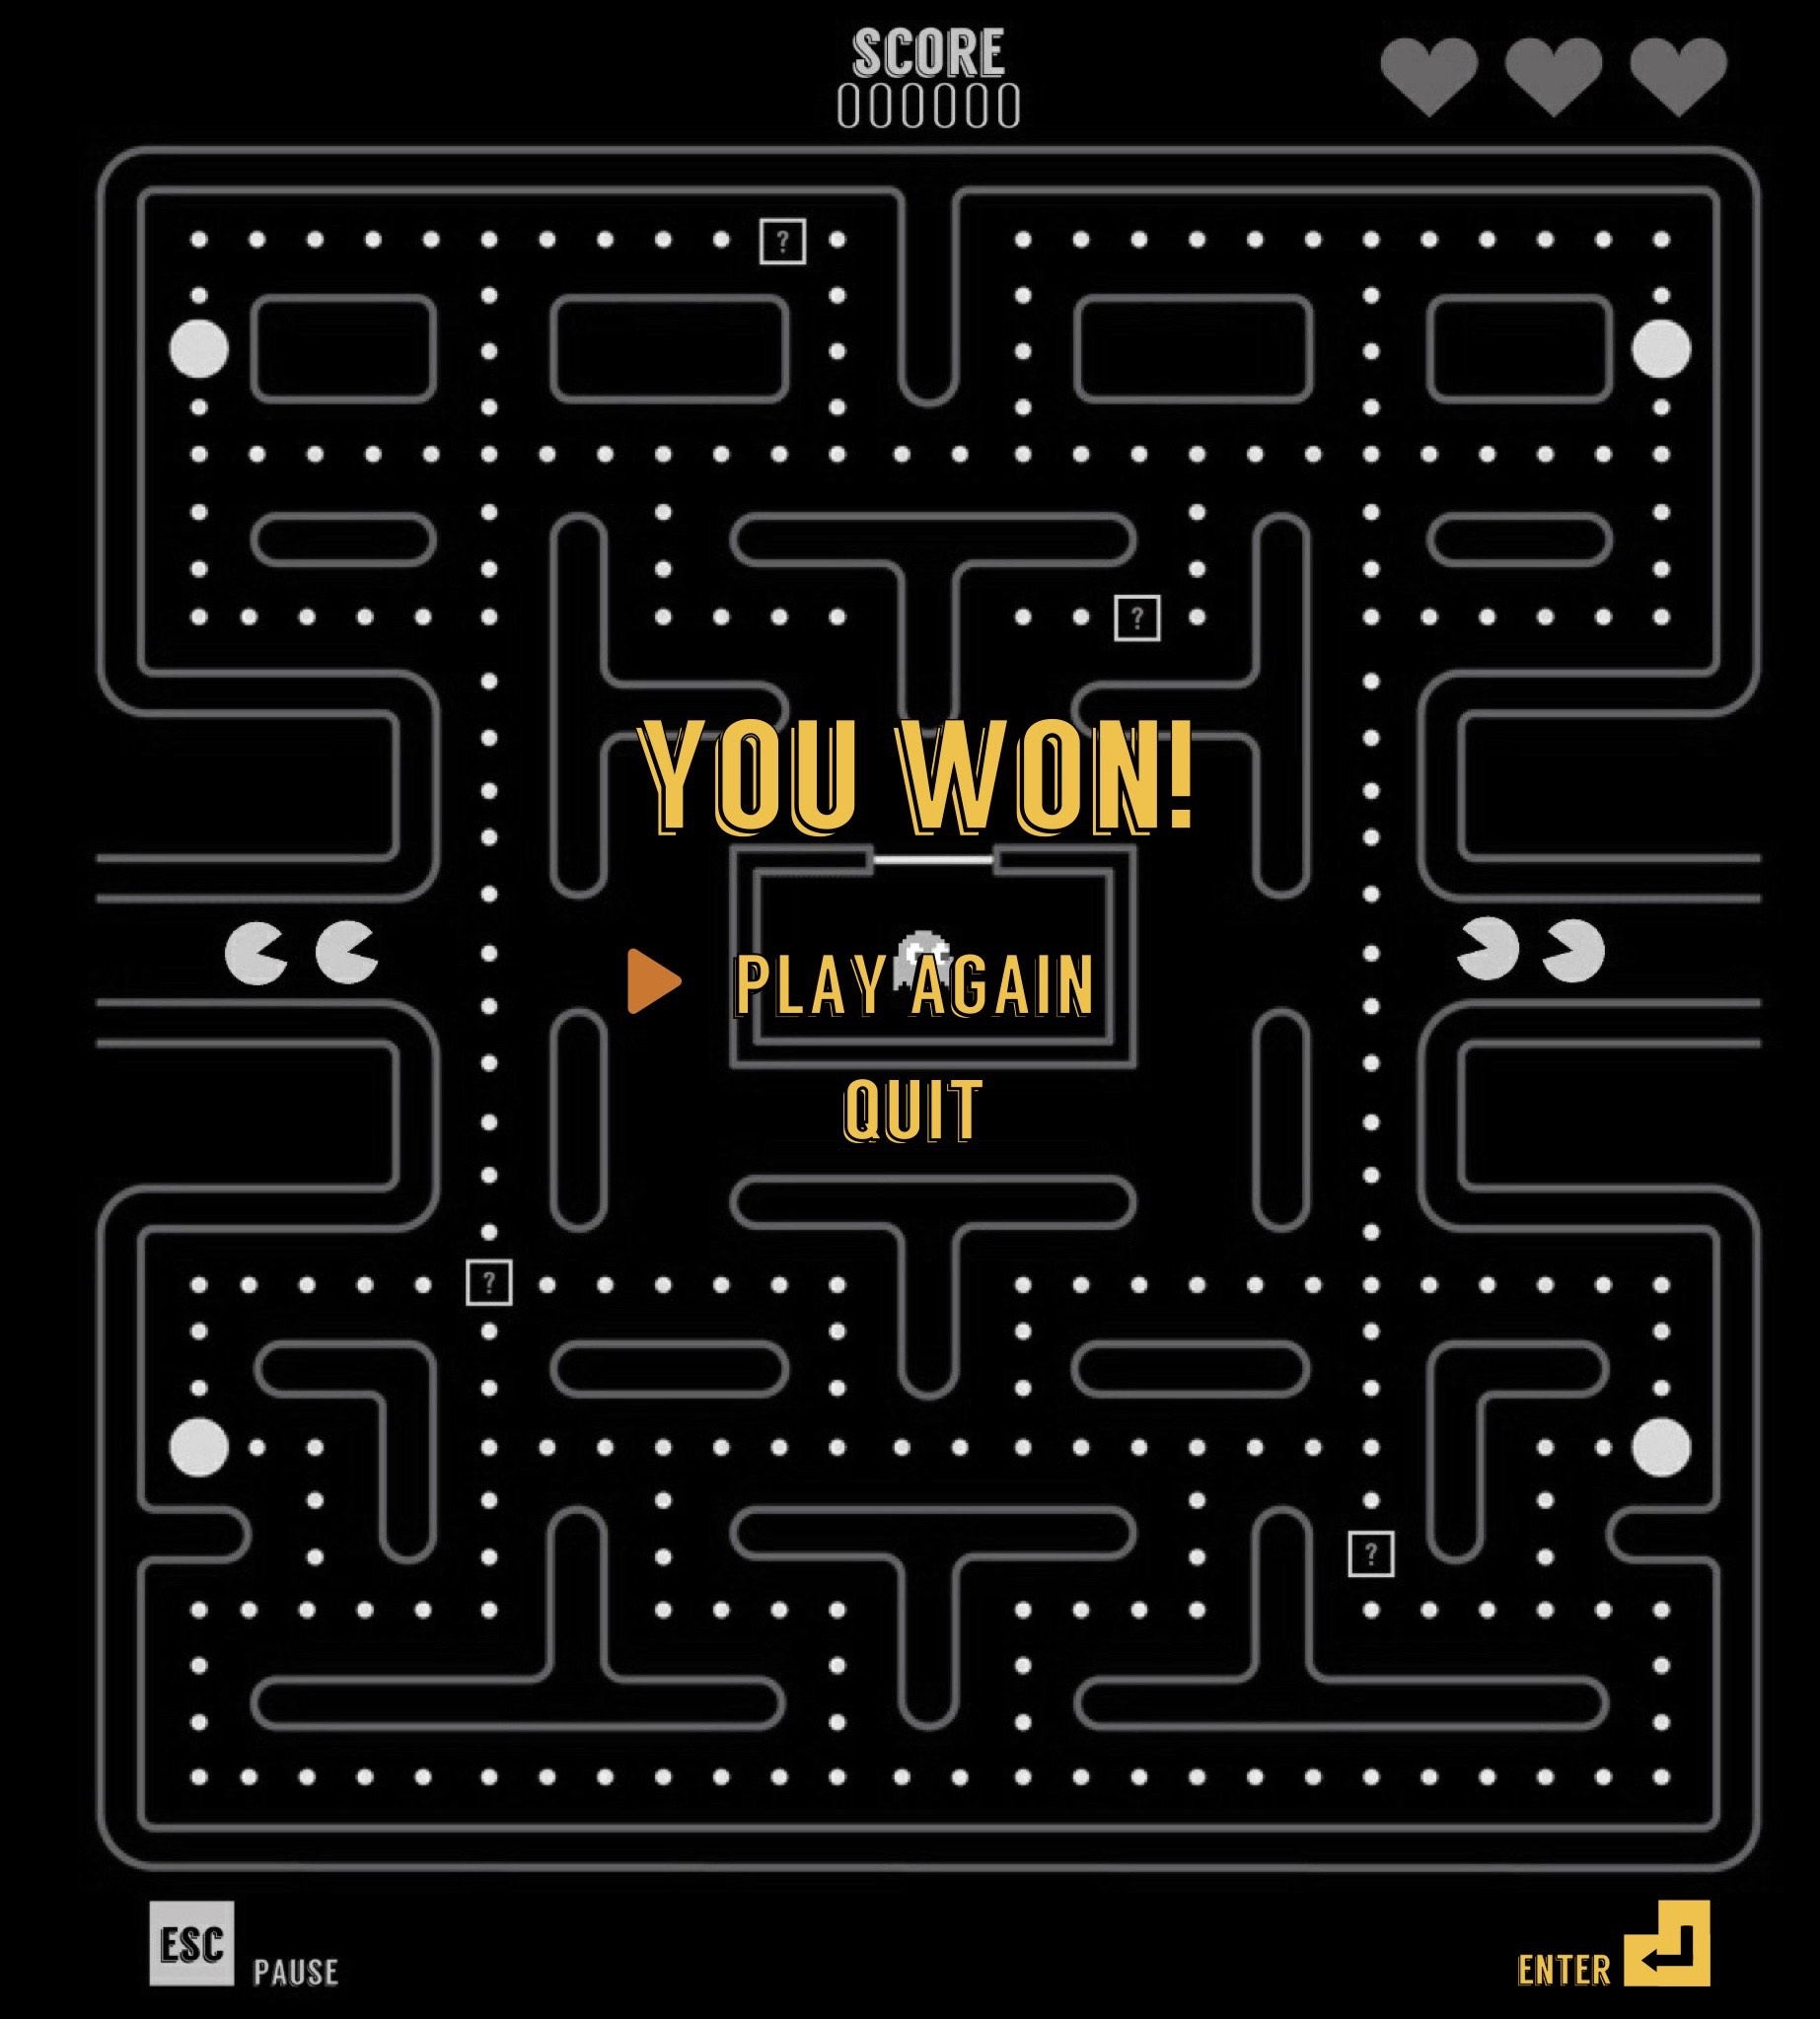 SCORE
000000
?
?
YOU WON!
PLAY AGAIN
QUIT
?
?
ESC PAUSE
ENTER